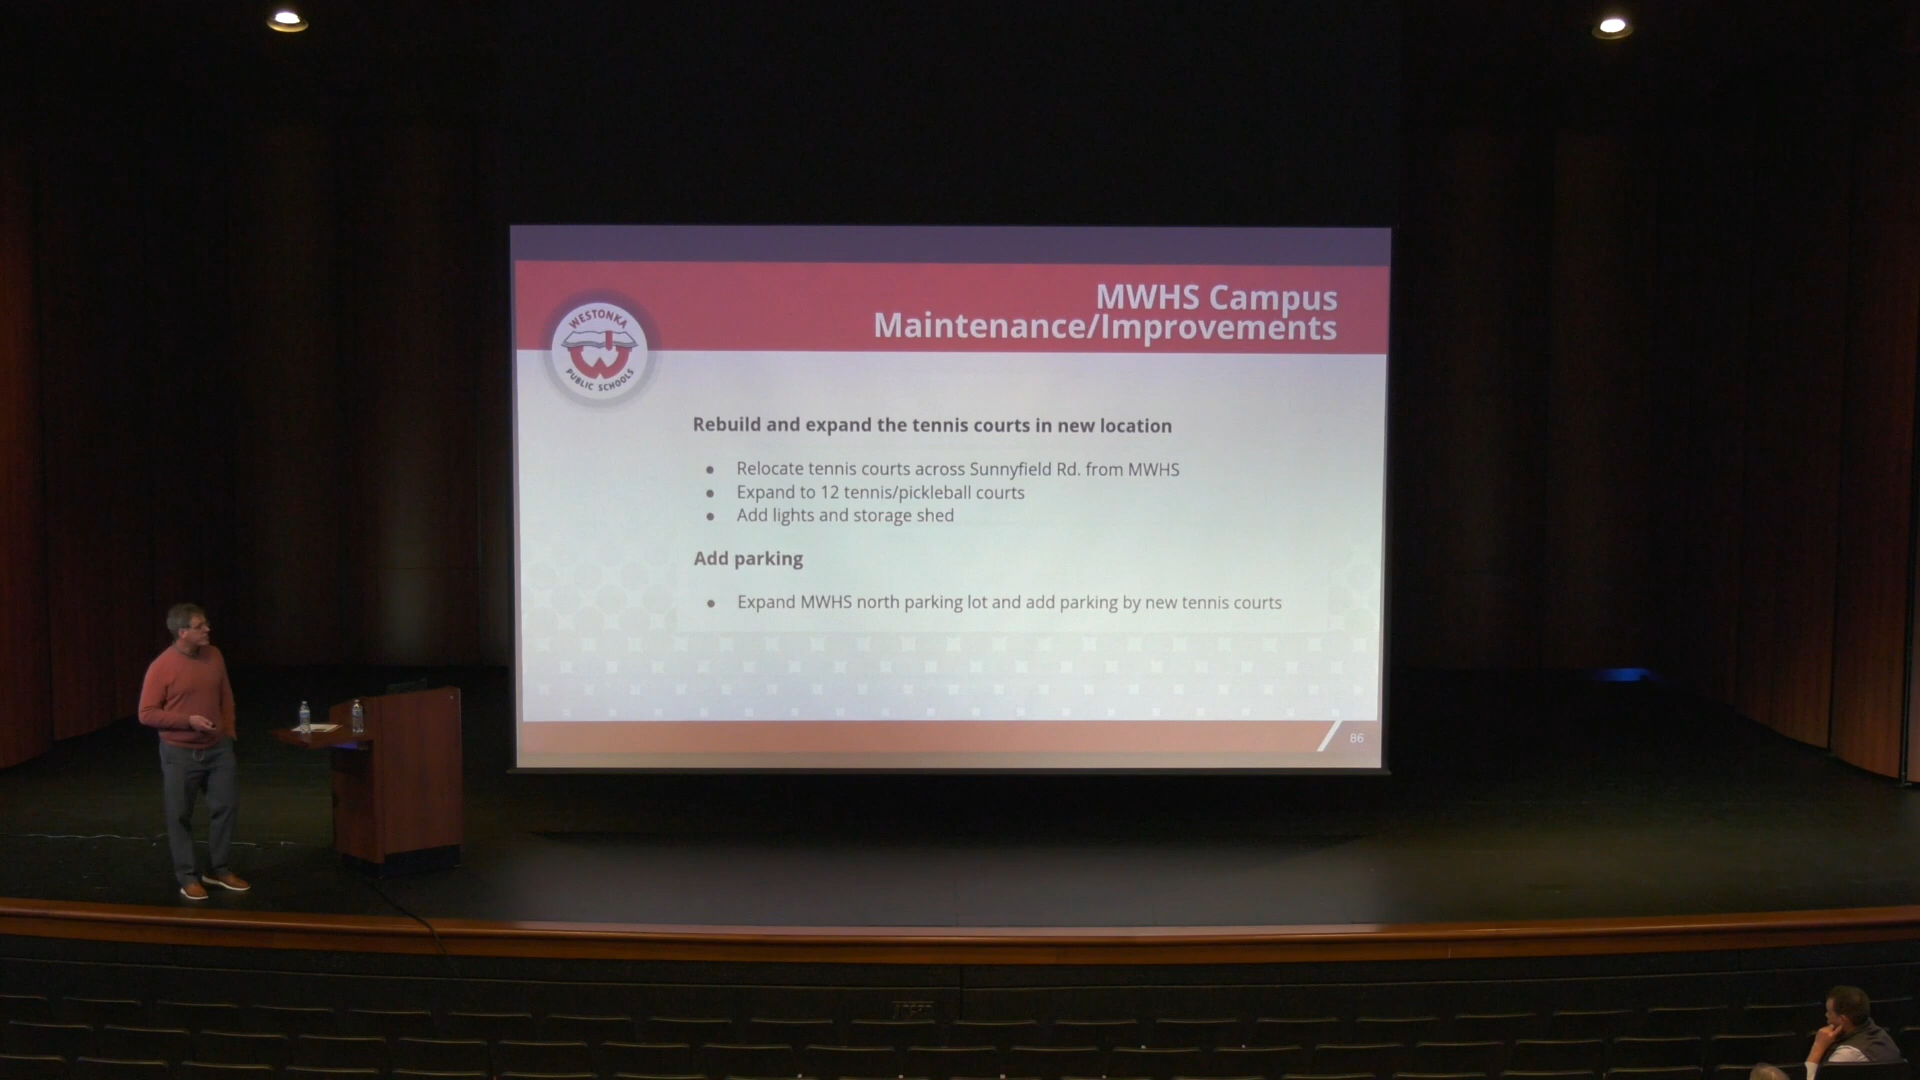 MWHS Campus
Maintenance/Improvements
WESTONKA
W
PUBLIC SCHOOLS
Rebuild and expand the tennis courts in new location
● Relocate tennis courts across Sunnyfield Rd. from MWHS
● Expand to 12 tennis/pickleball courts
● Add lights and storage shed
Add parking
● Expand MWHS north parking lot and add parking by new tennis courts
86